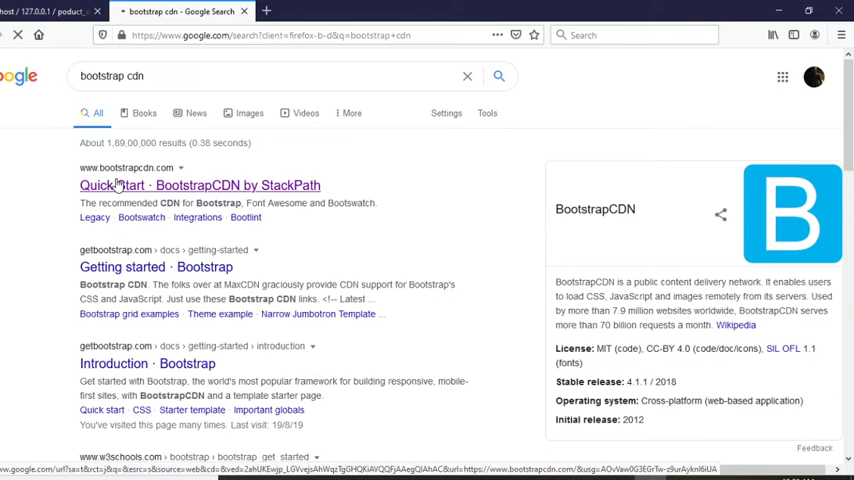 host / 127.0.0.1 / poduct_
bootstrap cdn - Google Search
https://www.google.com/search?client=firefox-b-d&q=bootstrap+cdn
Search
ogle
bootstrap cdn
All
Books
News
Images
Videos
More
Settings
Tools
About 1,89,00,000 results (0.38 seconds)
www.bootstrapcdn.com
Quick Start · BootstrapCDN by StackPath
The recommended CDN for Bootstrap, Font Awesome and Bootswatch.
Legacy · Bootswatch · Integrations · Bootlint
getbootstrap.com › docs › getting-started
Getting started · Bootstrap
Bootstrap CDN. The folks over at MaxCDN graciously provide CDN support for Bootstrap's
CSS and JavaScript. Just use these Bootstrap CDN links. <!-- Latest ...
Bootstrap grid examples · Theme example · Narrow Jumbotron Template ...
getbootstrap.com › docs › getting-started › introduction
Introduction · Bootstrap
Get started with Bootstrap, the world's most popular framework for building responsive, mobile-
first sites, with BootstrapCDN and a template starter page.
Quick start · CSS · Starter template · Important globals
You've visited this page many times. Last visit: 19/8/19
www.w3schools.com › bootstrap › bootstrap_get_started
BootstrapCDN
B
BootstrapCDN is a public content delivery network. It enables users
to load CSS, JavaScript and images remotely from its servers. Used
by more than 7.9 million websites worldwide, BootstrapCDN serves
more than 70 billion requests a month. Wikipedia
License: MIT (code), CC-BY 4.0 (code/doc/icons), SIL OFL 1.1
(fonts)
Stable release: 4.1.1 / 2018
Operating system: Cross-platform (web-based application)
Initial release: 2012
Feedback